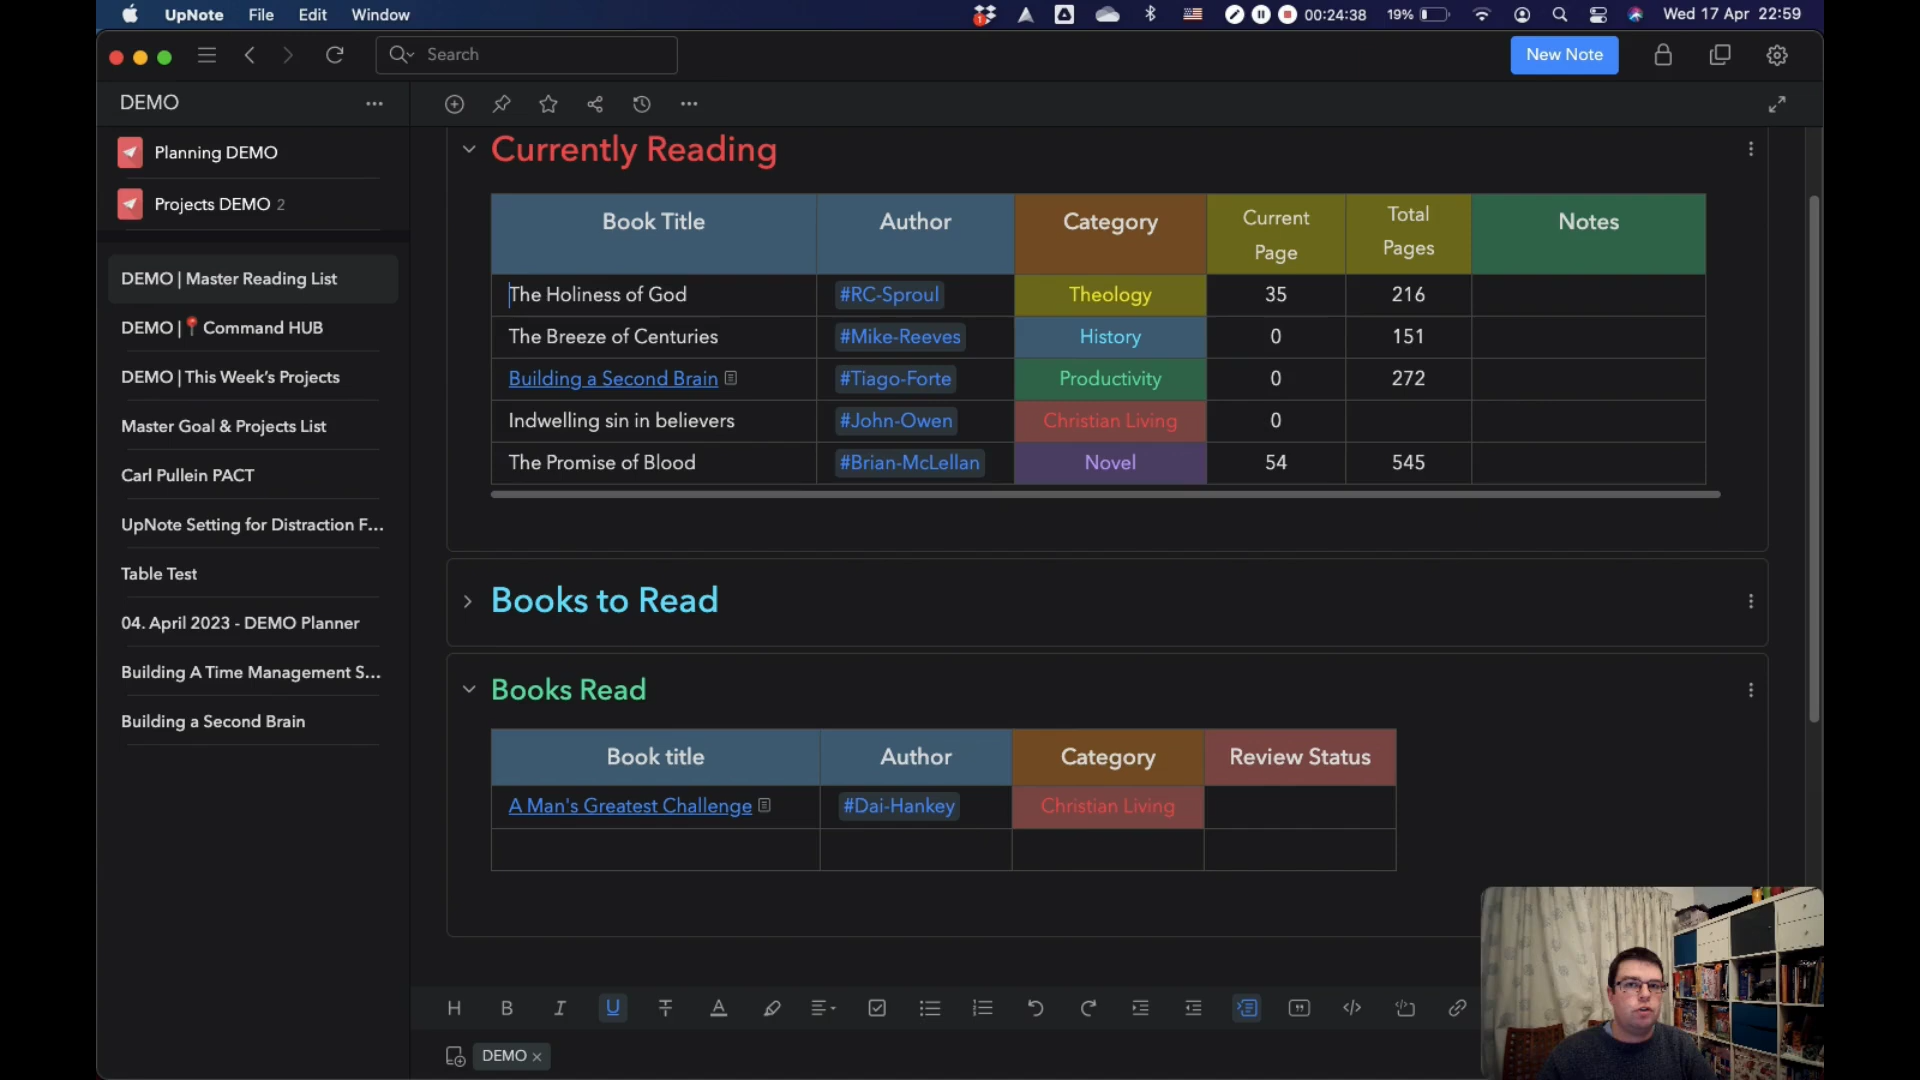 UpNote File Edit Window 1 00:24:38 19% Wed 17 Apr 22:59
Search New Note
DEMO
Planning DEMO
Projects DEMO 2
DEMO | Master Reading List
DEMO | 📍 Command HUB
DEMO | This Week's Projects
Master Goal & Projects List
Carl Pullein PACT
UpNote Setting for Distraction F...
Table Test
04. April 2023 - DEMO Planner
Building A Time Management S...
Building a Second Brain
Currently Reading
Book Title Author Category Current Page Total Pages Notes
The Holiness of God #RC-Sproul Theology 35 216
The Breeze of Centuries #Mike-Reeves History 0 151
Building a Second Brain #Tiago-Forte Productivity 0 272
Indwelling sin in believers #John-Owen Christian Living 0
The Promise of Blood #Brian-McLellan Novel 54 545
Books to Read
Books Read
Book title Author Category Review Status
A Man's Greatest Challenge #Dai-Hankey Christian Living
H B I U T A
DEMO